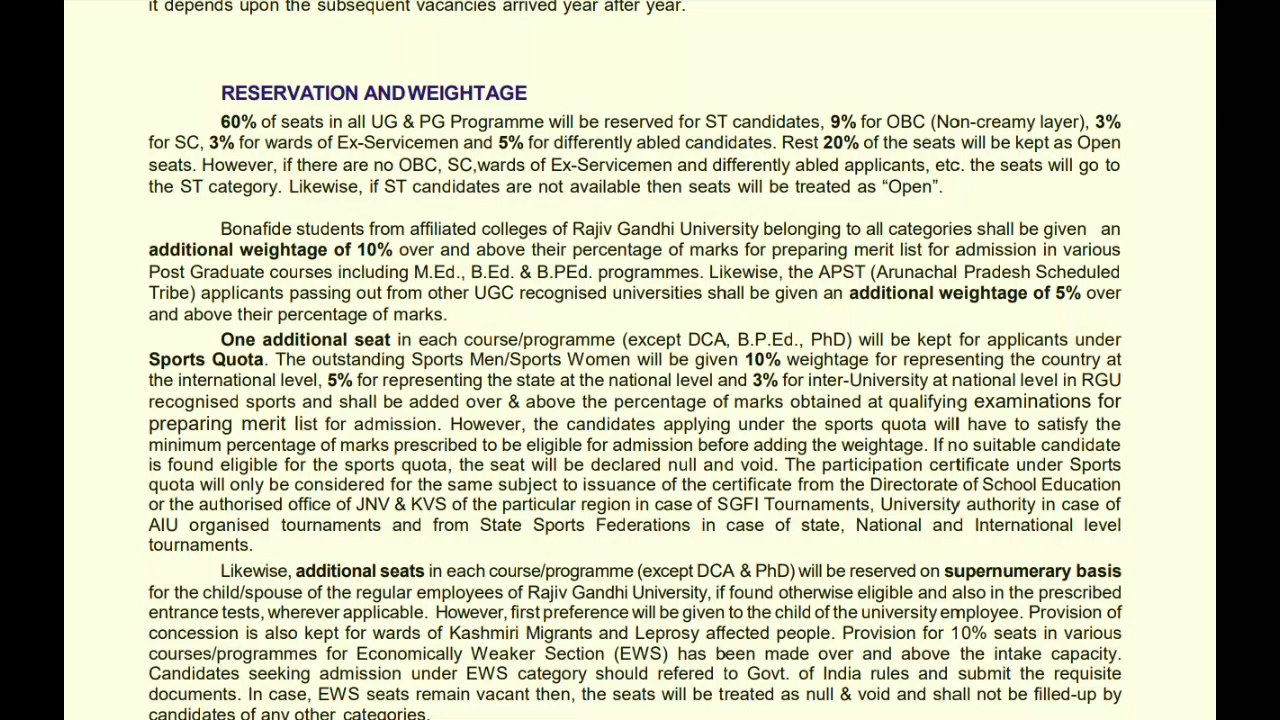 it depends upon the subsequent vacancies arrived year after year.
RESERVATION AND WEIGHTAGE
60% of seats in all UG & PG Programme will be reserved for ST candidates, 9% for OBC (Non-creamy layer), 3%
for SC, 3% for wards of Ex-Servicemen and 5% for differently abled candidates. Rest 20% of the seats will be kept as Open
seats. However, if there are no OBC, SC,wards of Ex-Servicemen and differently abled applicants, etc. the seats will go to
the ST category. Likewise, if ST candidates are not available then seats will be treated as “Open”.
Bonafide students from affiliated colleges of Rajiv Gandhi University belonging to all categories shall be given an
additional weightage of 10% over and above their percentage of marks for preparing merit list for admission in various
Post Graduate courses including M.Ed., B.Ed. & B.PEd. programmes. Likewise, the APST (Arunachal Pradesh Scheduled
Tribe) applicants passing out from other UGC recognised universities shall be given an additional weightage of 5% over
and above their percentage of marks.
One additional seat in each course/programme (except DCA, B.P.Ed., PhD) will be kept for applicants under
Sports Quota. The outstanding Sports Men/Sports Women will be given 10% weightage for representing the country at
the international level, 5% for representing the state at the national level and 3% for inter-University at national level in RGU
recognised sports and shall be added over & above the percentage of marks obtained at qualifying examinations for
preparing merit list for admission. However, the candidates applying under the sports quota will have to satisfy the
minimum percentage of marks prescribed to be eligible for admission before adding the weightage. If no suitable candidate
is found eligible for the sports quota, the seat will be declared null and void. The participation certificate under Sports
quota will only be considered for the same subject to issuance of the certificate from the Directorate of School Education
or the authorised office of JNV & KVS of the particular region in case of SGFI Tournaments, University authority in case of
AIU organised tournaments and from State Sports Federations in case of state, National and International level
tournaments.
Likewise, additional seats in each course/programme (except DCA & PhD) will be reserved on supernumerary basis
for the child/spouse of the regular employees of Rajiv Gandhi University, if found otherwise eligible and also in the prescribed
entrance tests, wherever applicable. However, first preference will be given to the child of the university employee. Provision of
concession is also kept for wards of Kashmiri Migrants and Leprosy affected people. Provision for 10% seats in various
courses/programmes for Economically Weaker Section (EWS) has been made over and above the intake capacity.
Candidates seeking admission under EWS category should refered to Govt. of India rules and submit the requisite
documents. In case, EWS seats remain vacant then, the seats will be treated as null & void and shall not be filled-up by
candidates of any other categories.